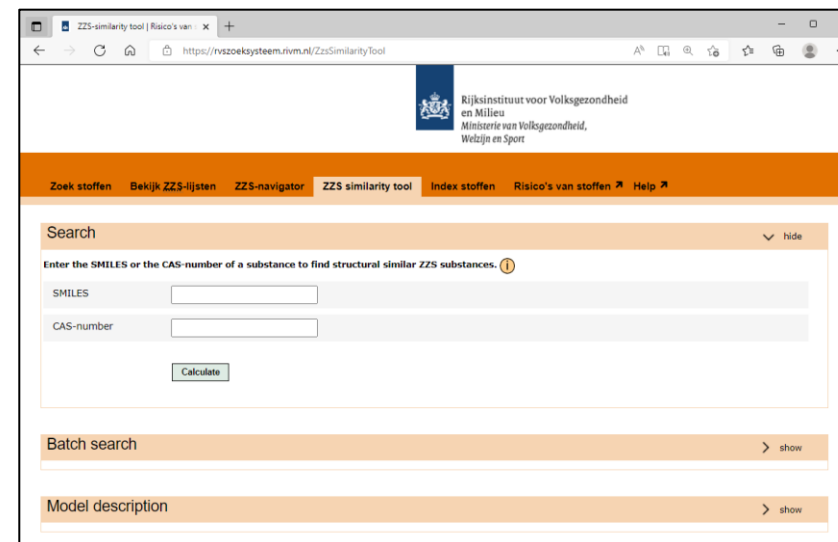 ZZS-similarity tool | Risico's van
https://rvszoeksysteem.rivm.nl/ZzsSimilarityTool
Rijksinstituut voor Volksgezondheid
en Milieu
Ministerie van Volksgezondheid,
Welzijn en Sport
Zoek stoffen Bekijk ZZS-lijsten ZZS-navigator ZZS similarity tool Index stoffen Risico's van stoffen Help
Search hide
Enter the SMILES or the CAS-number of a substance to find structural similar ZZS substances. i
SMILES
CAS-number
Calculate
Batch search show
Model description show